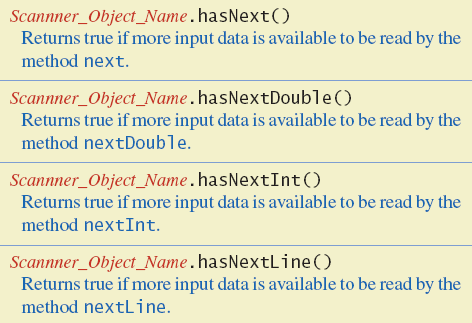 Scannner_Object_Name.hasNext()
Returns true if more input data is available to be read by the
method next.
Scannner_Object_Name.hasNextDouble()
Returns true if more input data is available to be read by the
method nextDouble.
Scannner_Object_Name.hasNextInt()
Returns true if more input data is available to be read by the
method nextInt.
Scannner_Object_Name.hasNextLine()
Returns true if more input data is available to be read by the
method nextLine.